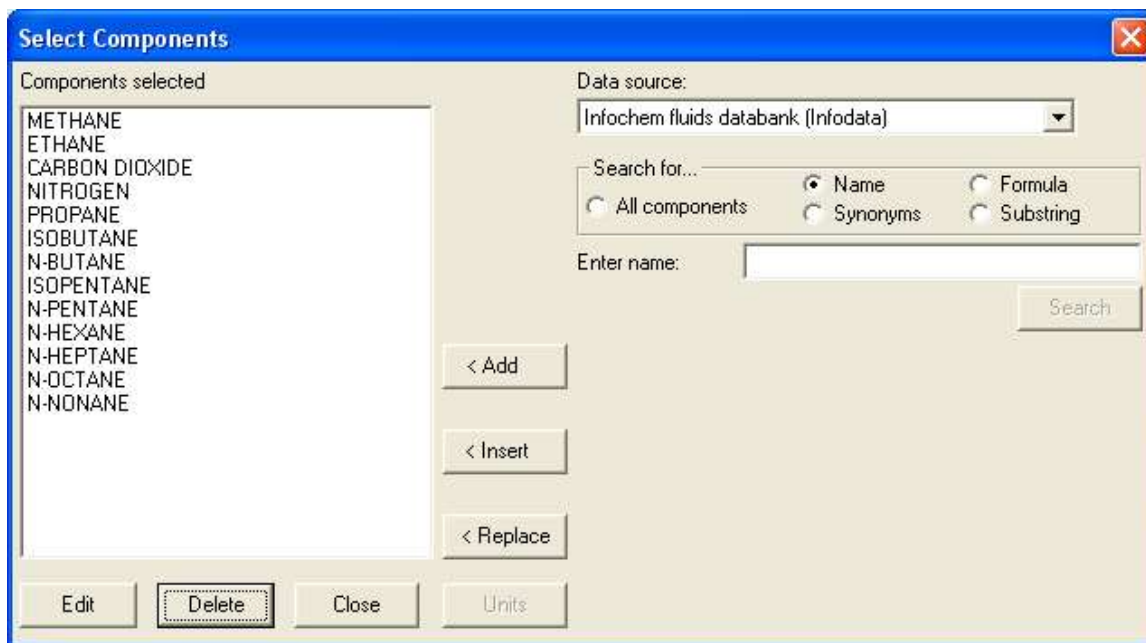 Select Components
Components selected
METHANE
ETHANE
CARBON DIOXIDE
NITROGEN
PROPANE
ISOBUTANE
N-BUTANE
ISOPENTANE
N-PENTANE
N-HEXANE
N-HEPTANE
N-OCTANE
N-NONANE
Data source:
Infochem fluids databank (Infodata)
Search for...
All components
Name
Formula
Synonyms
Substring
Enter name:
Search
< Add
< Insert
< Replace
Edit
Delete
Close
Units